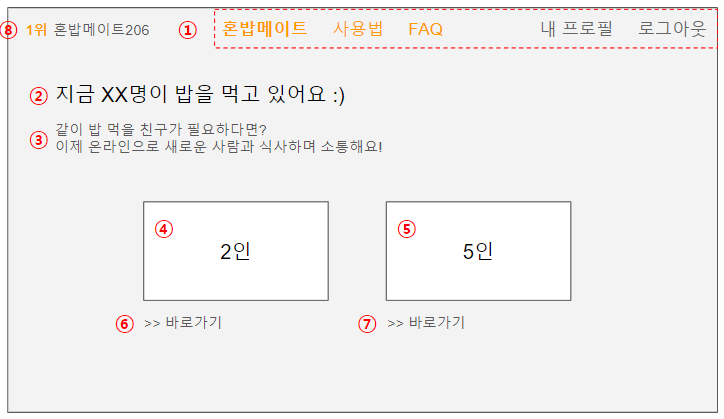 ⑧ 1위 혼밥메이트206 ① 혼밥메이트 사용법 FAQ 내 프로필 로그아웃
② 지금 XX명이 밥을 먹고 있어요 :)
③ 같이 밥 먹을 친구가 필요하다면?
이제 온라인으로 새로운 사람과 식사하며 소통해요!
④ 2인 ⑤ 5인
⑥ >> 바로가기 ⑦ >> 바로가기